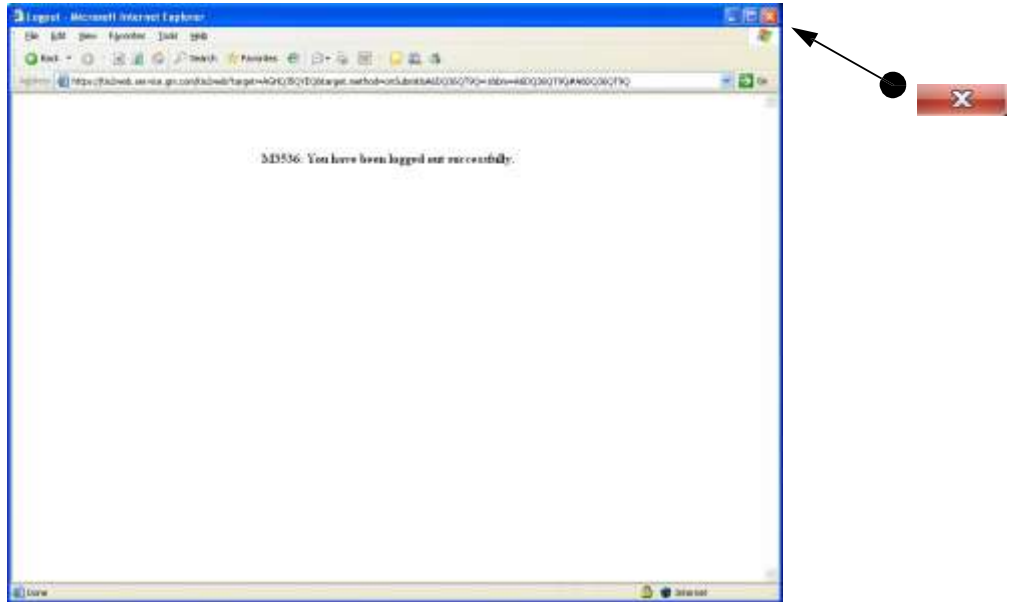 Logout - Microsoft Internet Explorer
File Edit View Favorites Tools Help
Back Search Favorites
Address Go
M3536: You have been logged out successfully.
Done Internet